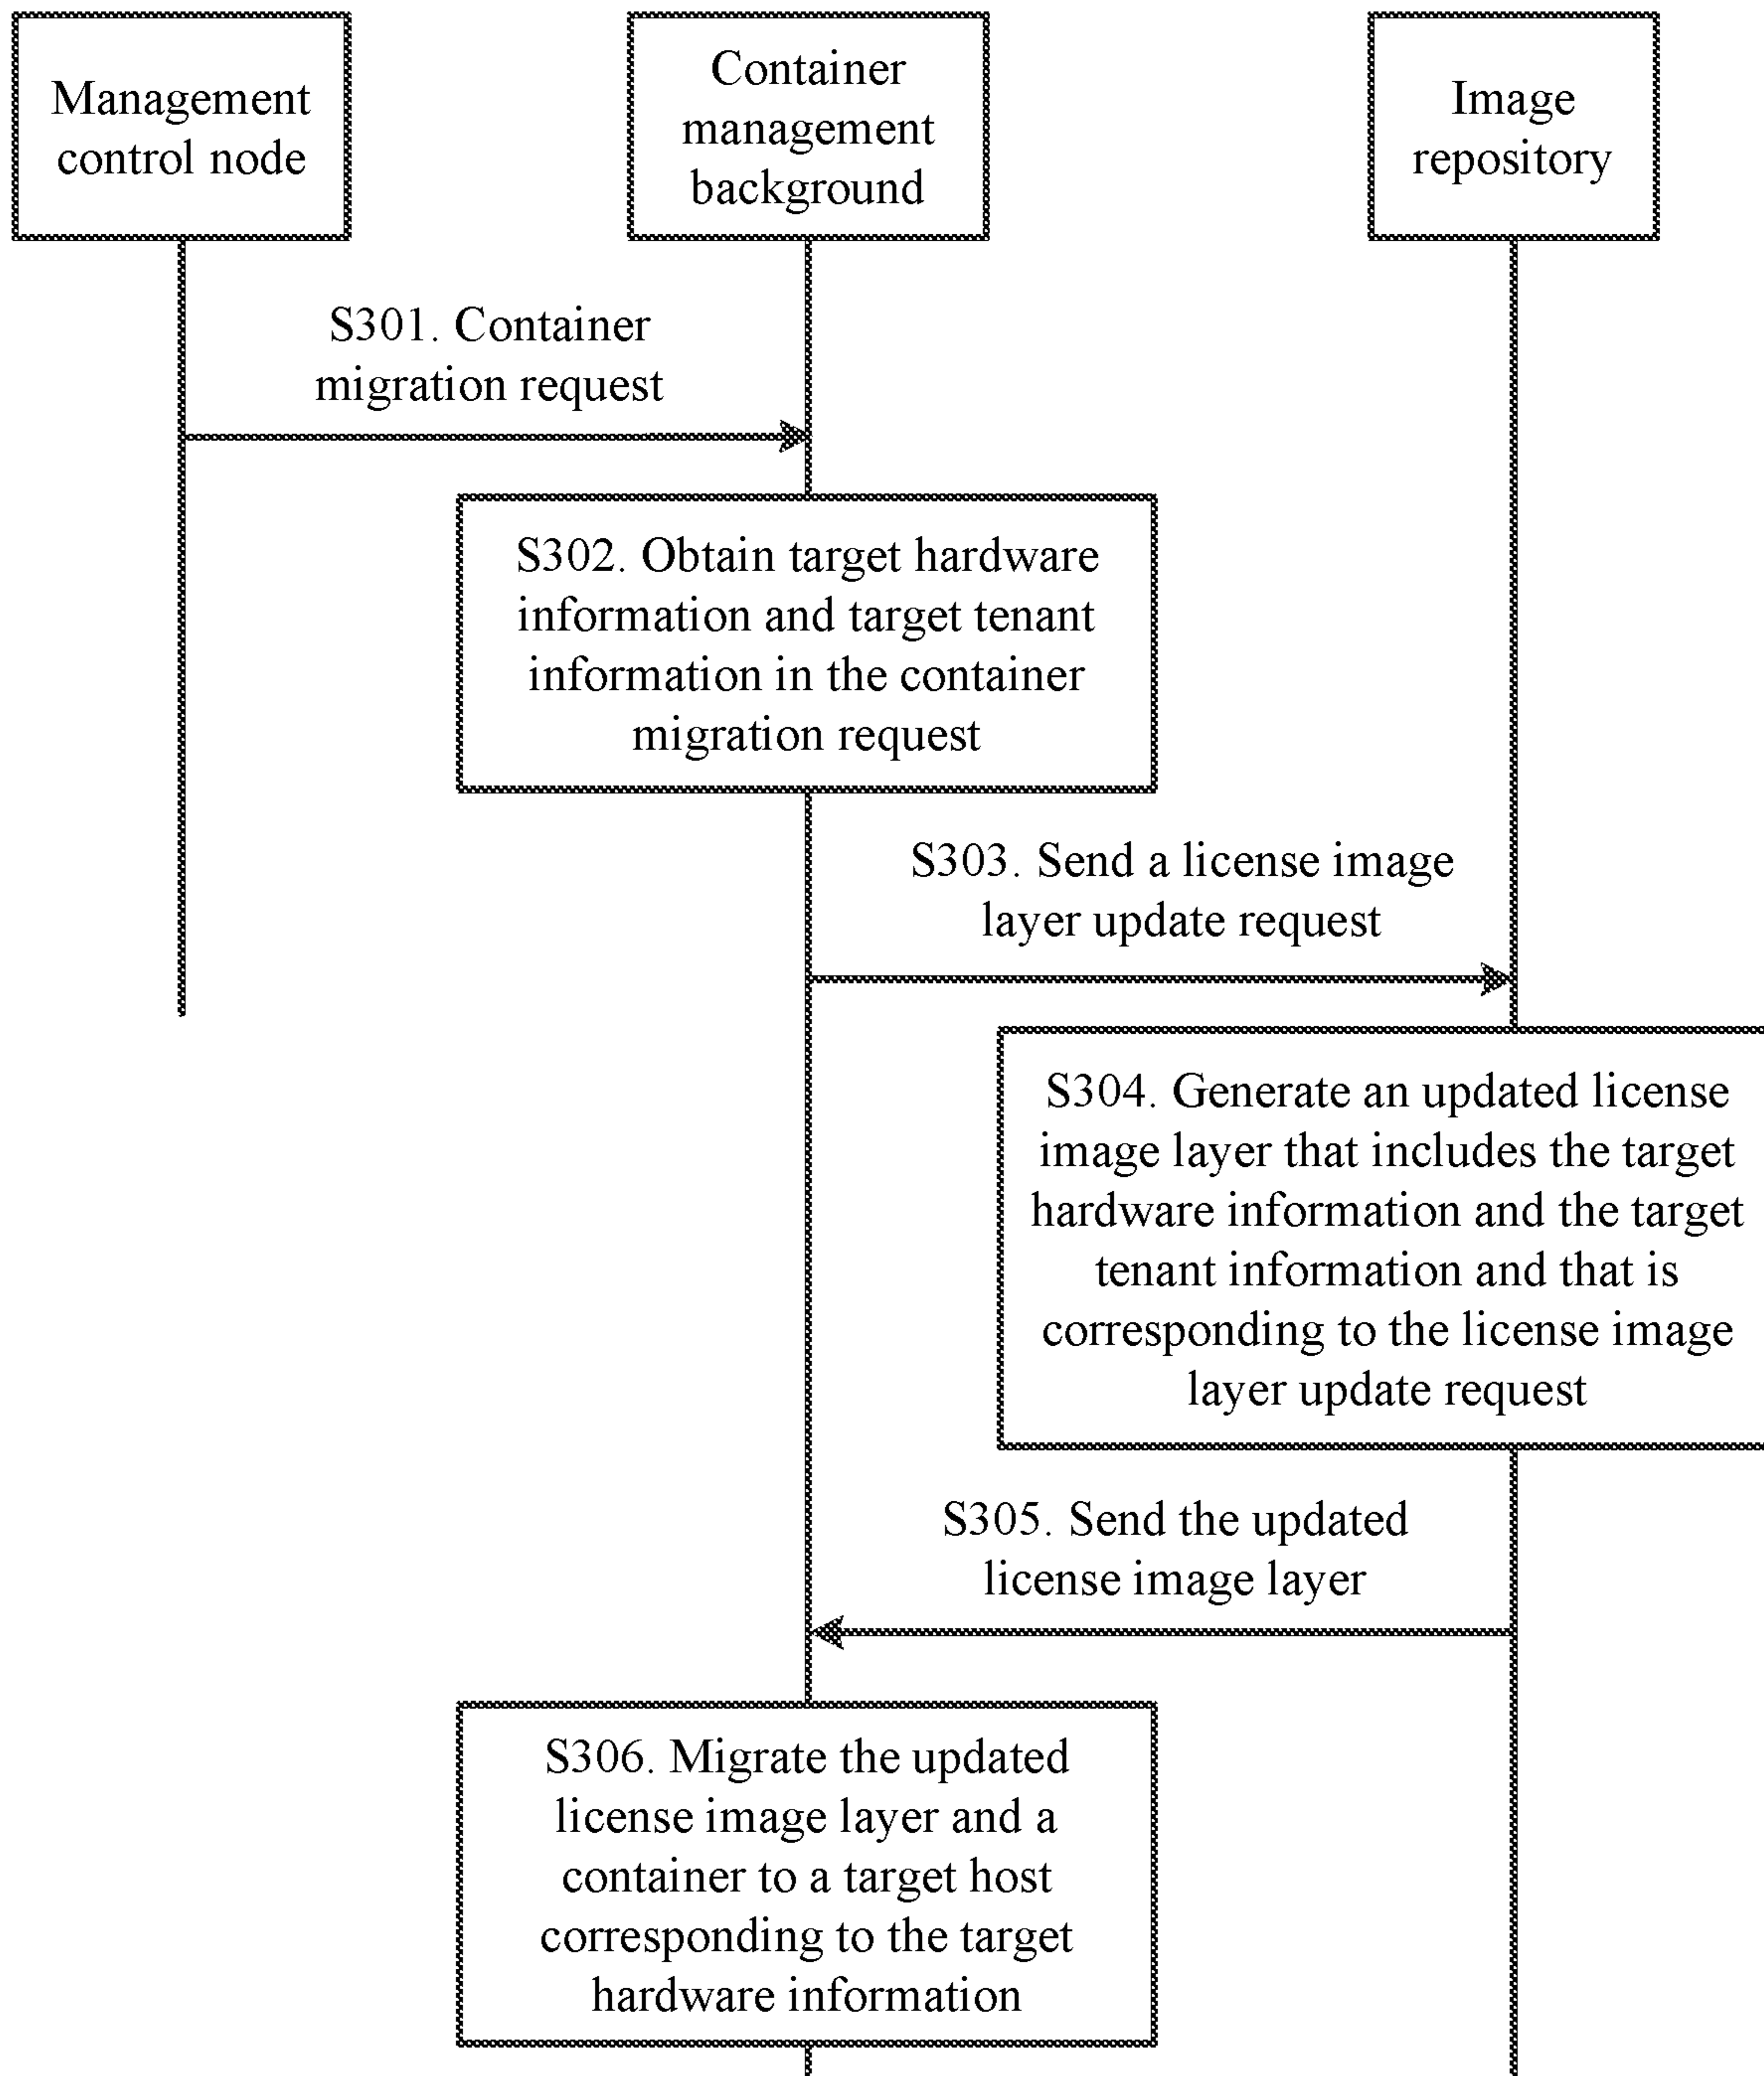 Management
control node
Container
management
background
Image
repository
S301. Container
migration request
S302. Obtain target hardware
information and target tenant
information in the container
migration request
S303. Send a license image
layer update request
S304. Generate an updated license
image layer that includes the target
hardware information and the target
tenant information and that is
corresponding to the license image
layer update request
S305. Send the updated
license image layer
S306. Migrate the updated
license image layer and a
container to a target host
corresponding to the target
hardware information